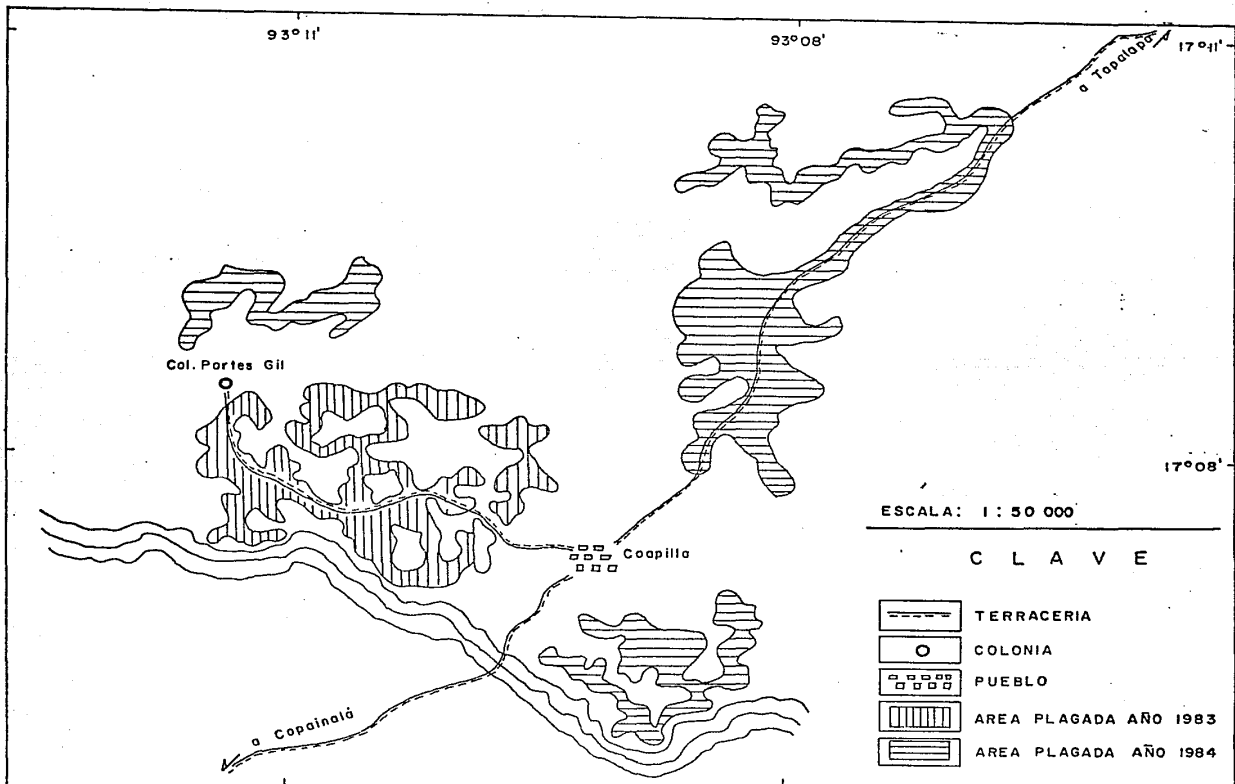 93°11'
93°08'
17°11'
a Tapalapa
Col. Portes Gil
17°08'
ESCALA: 1:50 000
Coapilla
CLAVE
TERRACERIA
COLONIA
PUEBLO
AREA PLAGADA AÑO 1983
AREA PLAGADA AÑO 1984
a Copainalá